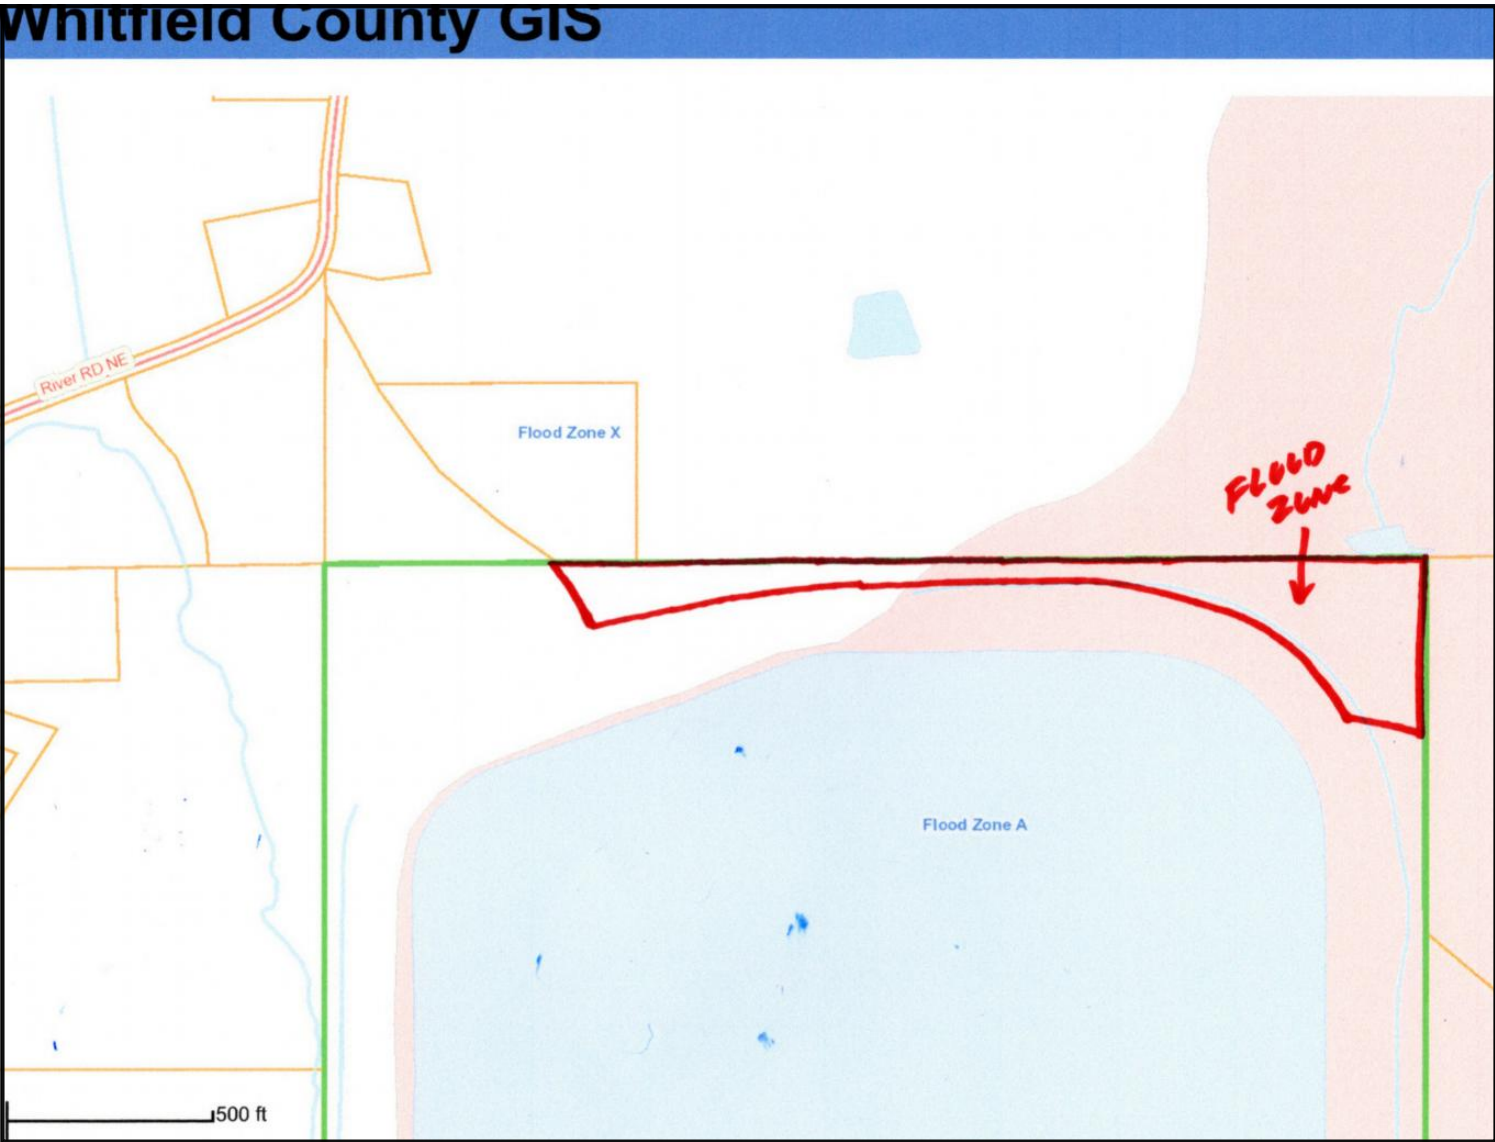 Whitfield County GIS
River RD NE
Flood Zone X
FLOOD
ZONE
Flood Zone A
500 ft